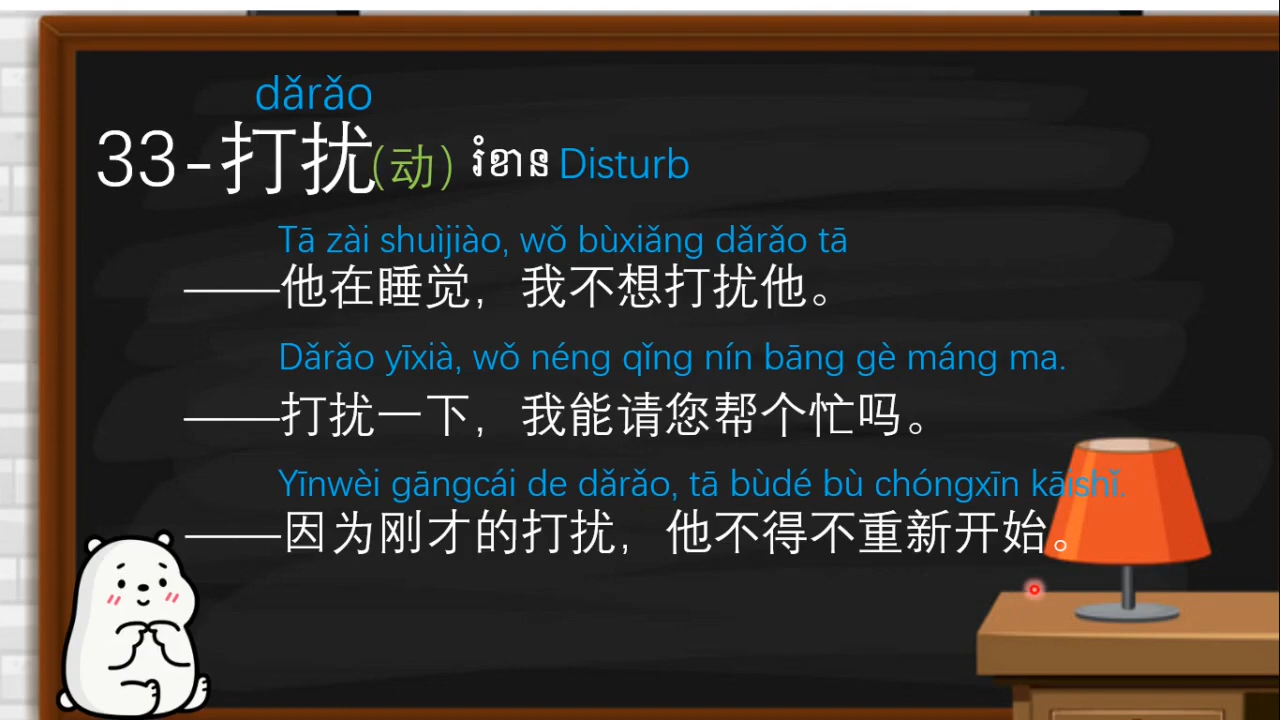 dǎrǎo
33-打扰(动) រំខាន Disturb
Tā zài shuìjiào, wǒ bùxiǎng dǎrǎo tā
——他在睡觉，我不想打扰他。
Dǎrǎo yīxià, wǒ néng qǐng nín bāng gè máng ma.
——打扰一下，我能请您帮个忙吗。
Yīnwèi gāngcái de dǎrǎo, tā bùdé bù chóngxīn kāishǐ.
——因为刚才的打扰，他不得不重新开始。